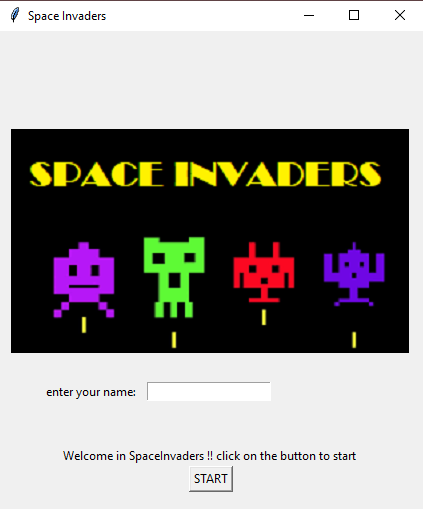 Space Invaders
SPACE INVADERS
enter your name:
Welcome in SpaceInvaders !! click on the button to start
START